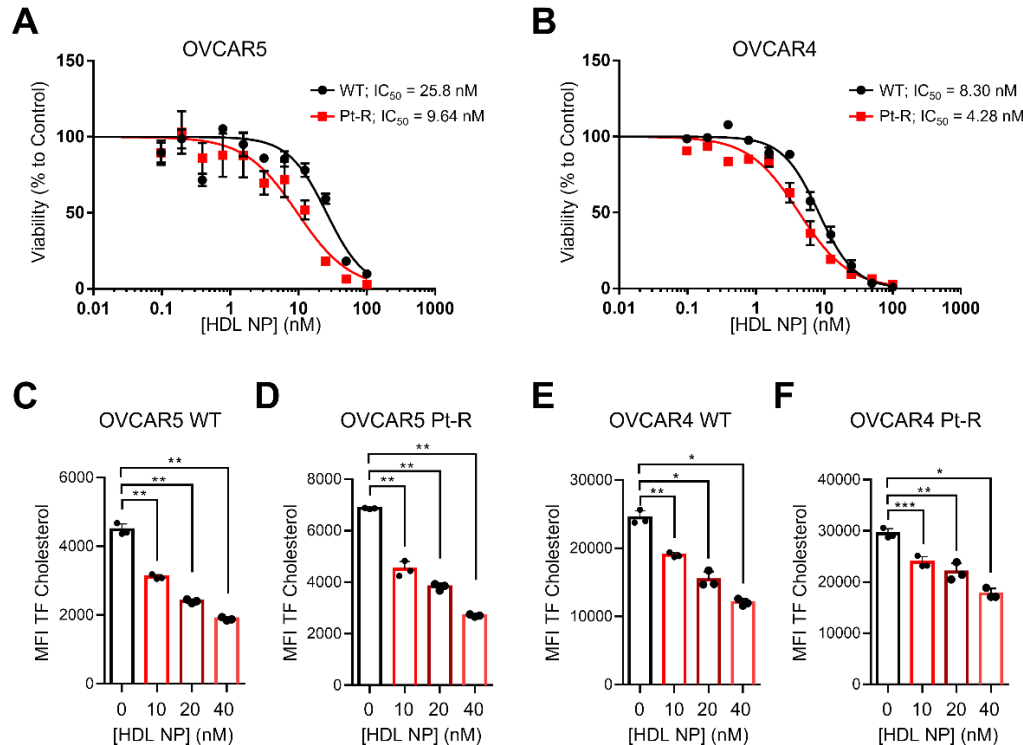 A
OVCAR5
Viability (% to Control)
150
100
50
0
0.01 0.1 1 10 100 1000
[HDL NP] (nM)
WT; IC50 = 25.8 nM
Pt-R; IC50 = 9.64 nM
B
OVCAR4
Viability (% to Control)
150
100
50
0
0.01 0.1 1 10 100 1000
[HDL NP] (nM)
WT; IC50 = 8.30 nM
Pt-R; IC50 = 4.28 nM
C
OVCAR5 WT
MFI TF Cholesterol
6000
4000
2000
0
**
**
**
0 10 20 40
[HDL NP] (nM)
D
OVCAR5 Pt-R
MFI TF Cholesterol
8000
6000
4000
2000
0
**
**
**
0 10 20 40
[HDL NP] (nM)
E
OVCAR4 WT
MFI TF Cholesterol
30000
20000
10000
0
*
*
**
0 10 20 40
[HDL NP] (nM)
F
OVCAR4 Pt-R
MFI TF Cholesterol
40000
30000
20000
10000
0
*
**
***
0 10 20 40
[HDL NP] (nM)